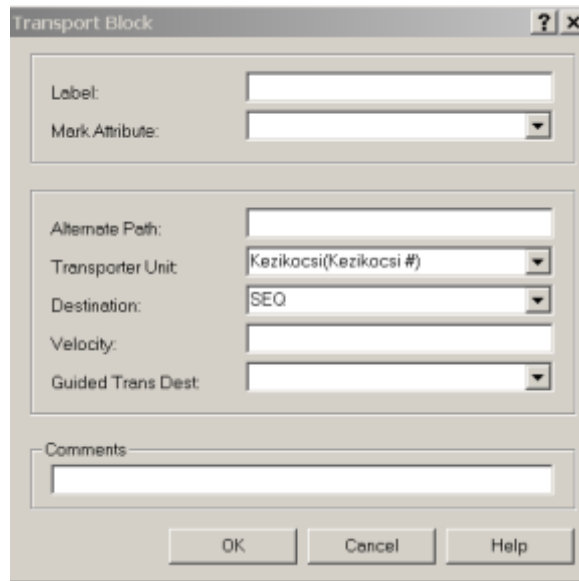 Transport Block
Label:
Mark Attribute:
Alternate Path:
Transporter Unit: Kezikocsi(Kezikocsi #)
Destination: SEQ
Velocity:
Guided Trans Dest:
Comments
OK Cancel Help